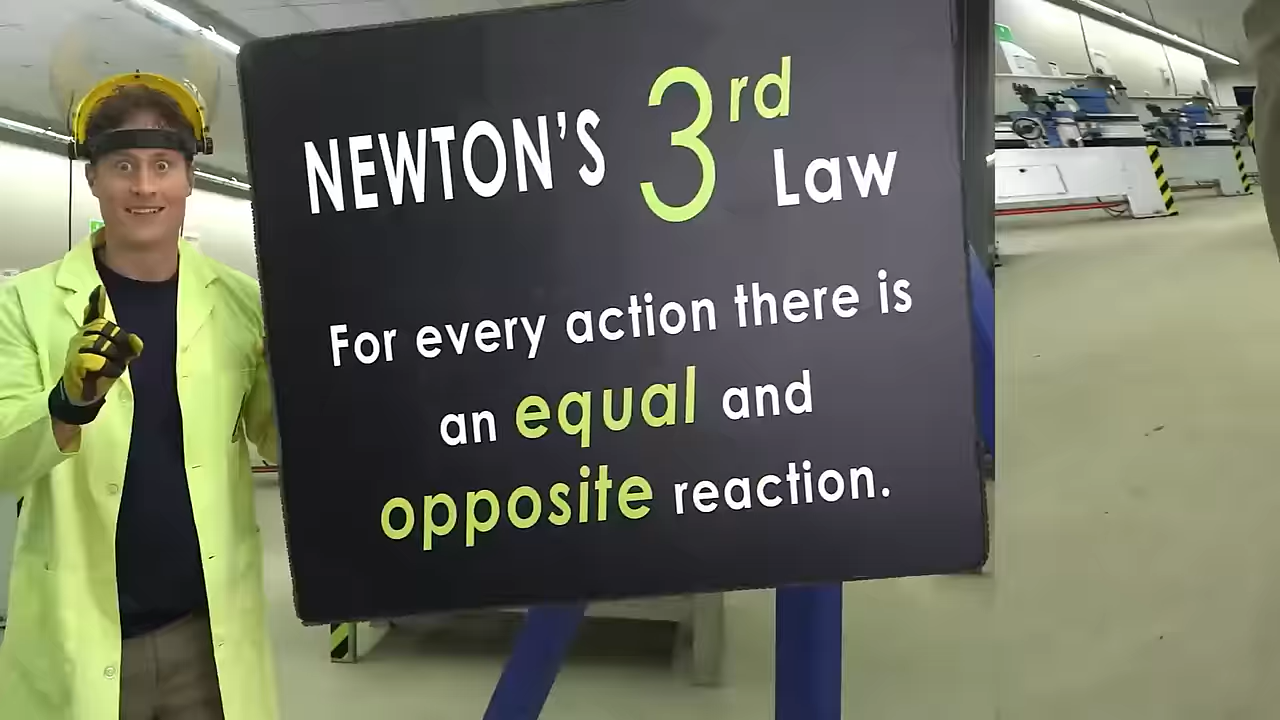 NEWTON'S 3rd Law
For every action there is
an equal and
opposite reaction.